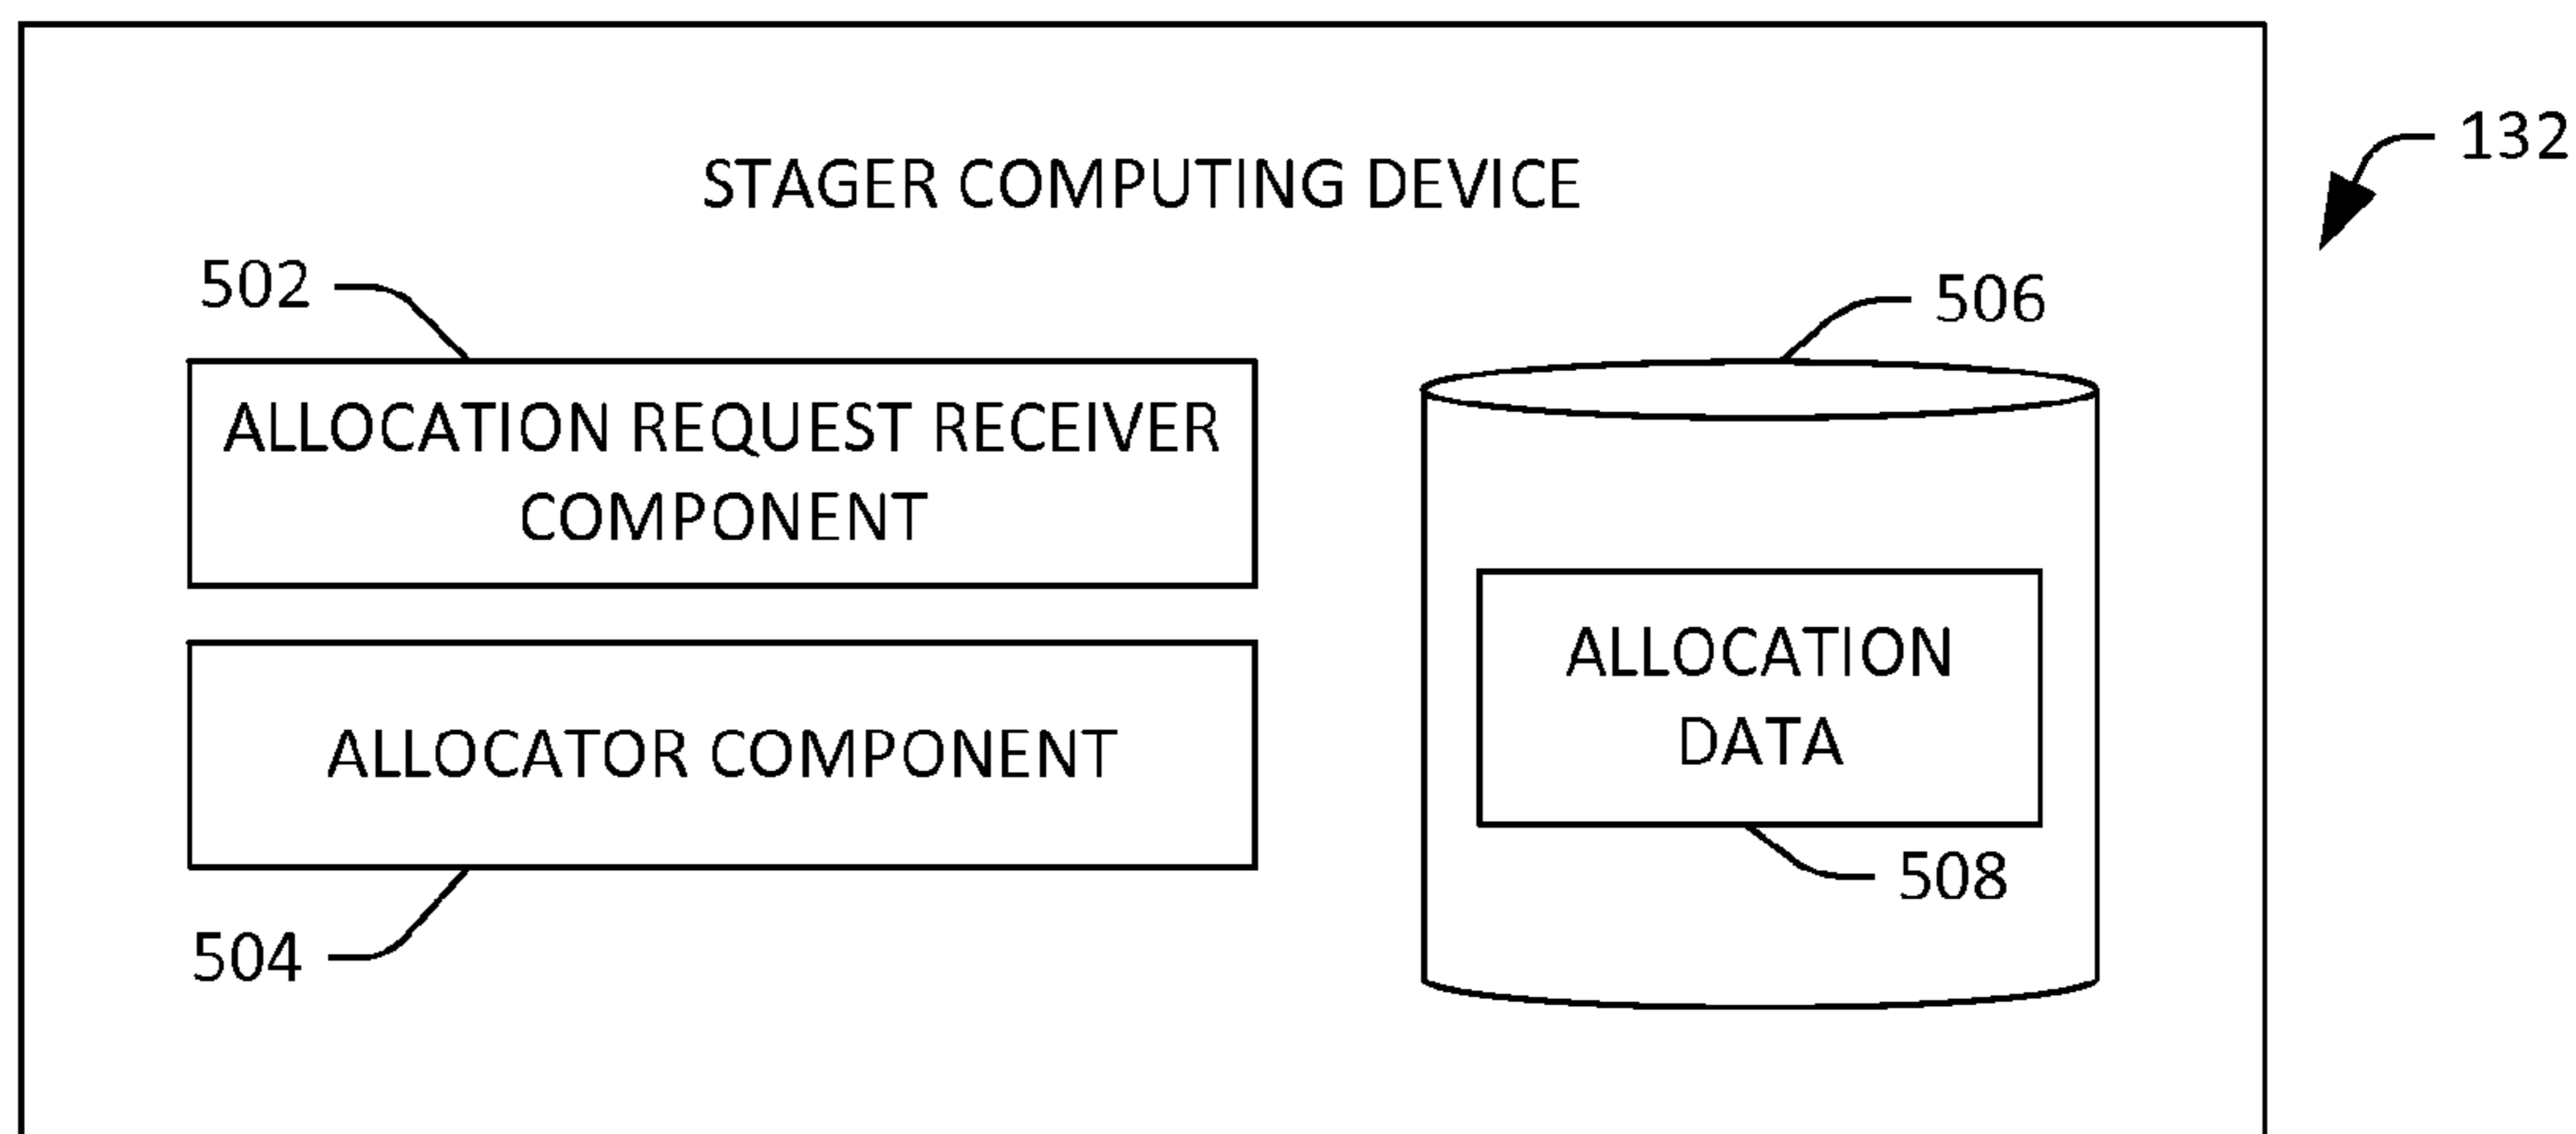 STAGER COMPUTING DEVICE
132
502
ALLOCATION REQUEST RECEIVER
COMPONENT
ALLOCATOR COMPONENT
504
506
ALLOCATION
DATA
508